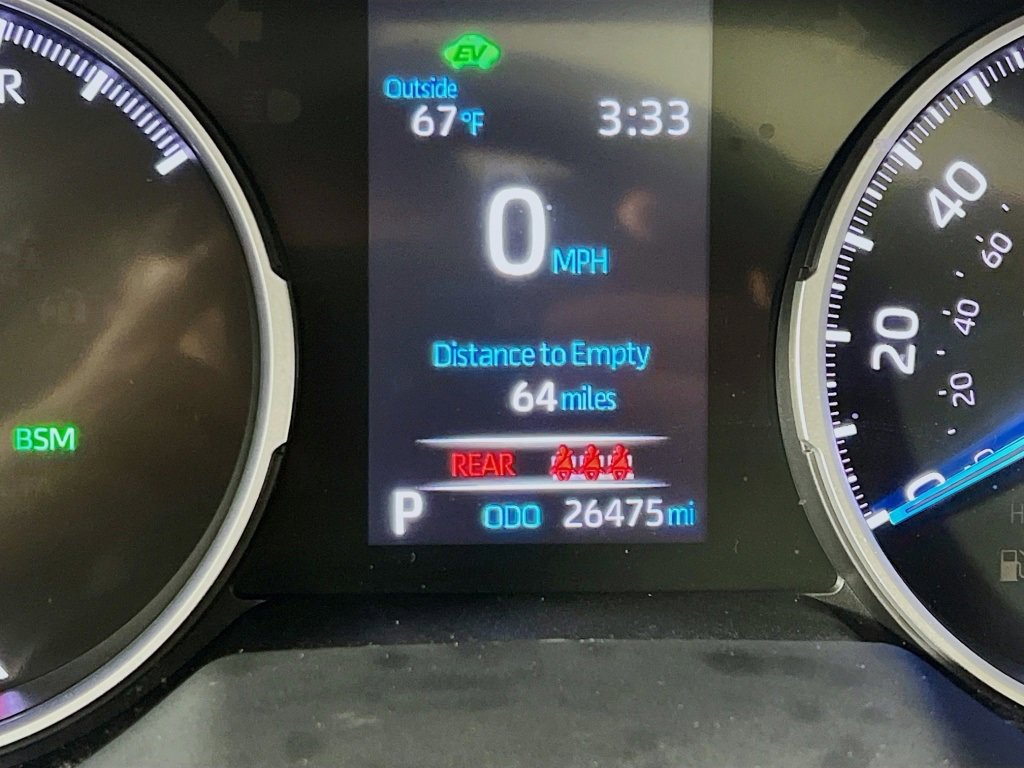 R
EV
Outside
67°F
3:33
0 MPH
Distance to Empty
64 miles
REAR
P
ODO 26475 mi
BSM
40
60
20
40
20
0
H